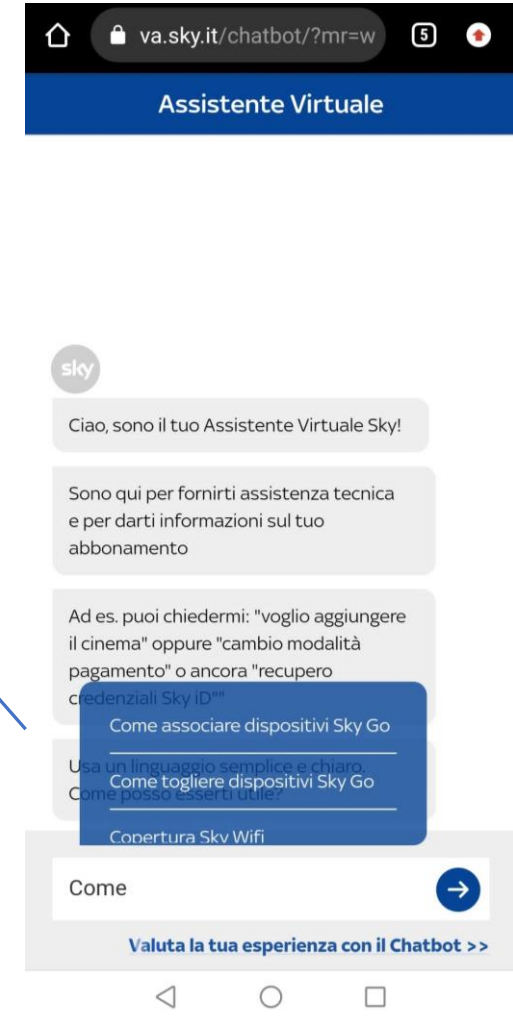 va.sky.it/chatbot/?mr=w
5
Assistente Virtuale
sky
Ciao, sono il tuo Assistente Virtuale Sky!
Sono qui per fornirti assistenza tecnica
e per darti informazioni sul tuo
abbonamento
Ad es. puoi chiedermi: "voglio aggiungere
il cinema" oppure "cambio modalità
pagamento" o ancora "recupero
credenziali Sky iD""
Come associare dispositivi Sky Go
Usa un linguaggio semplice e chiaro.
Come togliere dispositivi Sky Go
Come posso esserti utile?
Copertura Sky Wifi
Come
Valuta la tua esperienza con il Chatbot >>